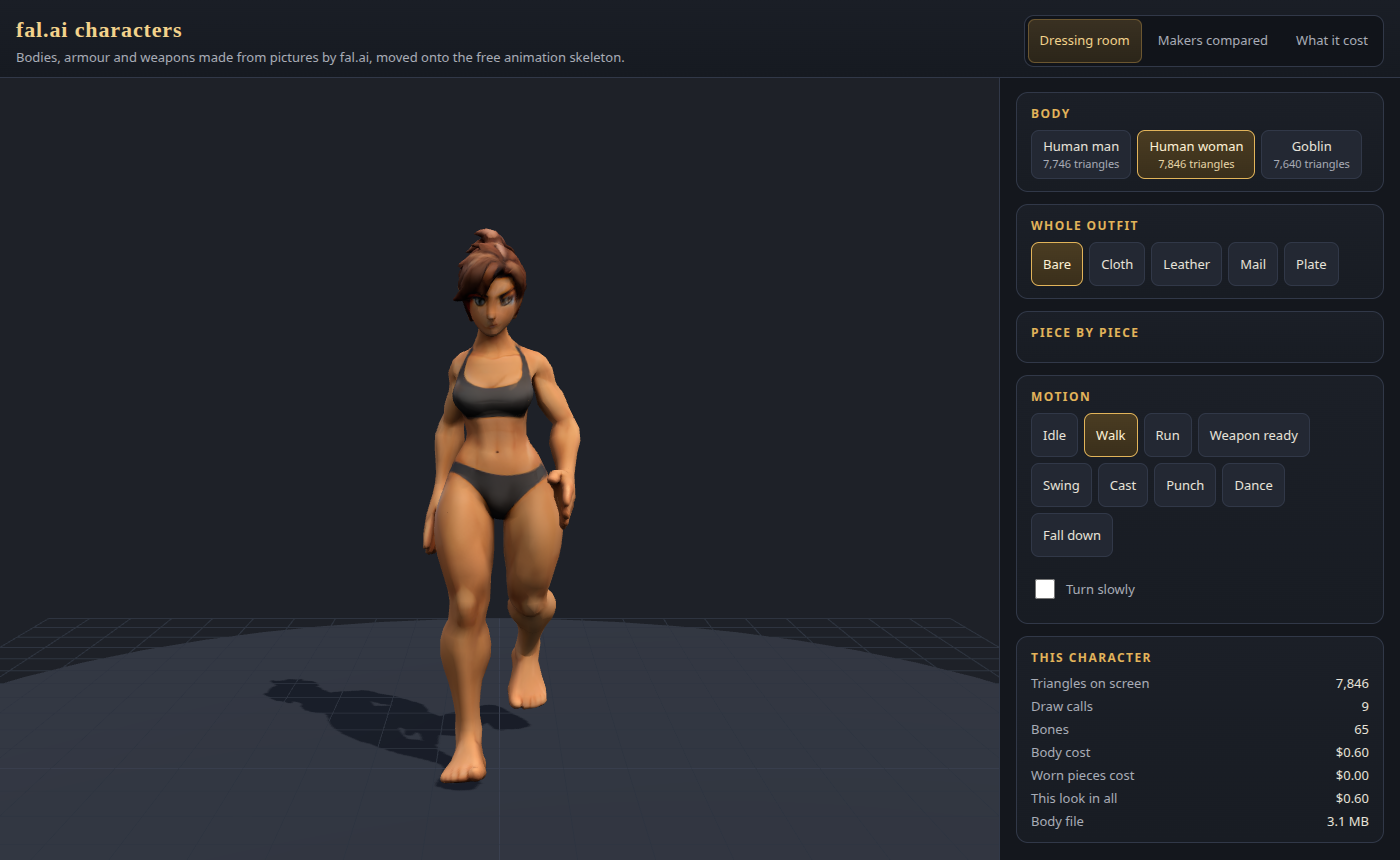 fal.ai characters
Bodies, armour and weapons made from pictures by fal.ai, moved onto the free animation skeleton.
Dressing room Makers compared What it cost
BODY
Human man Human woman Goblin
7,746 triangles 7,846 triangles 7,640 triangles
WHOLE OUTFIT
Bare Cloth Leather Mail Plate
PIECE BY PIECE
MOTION
Idle Walk Run Weapon ready
Swing Cast Punch Dance
Fall down
Turn slowly
THIS CHARACTER
Triangles on screen 7,846
Draw calls 9
Bones 65
Body cost $0.60
Worn pieces cost $0.00
This look in all $0.60
Body file 3.1 MB